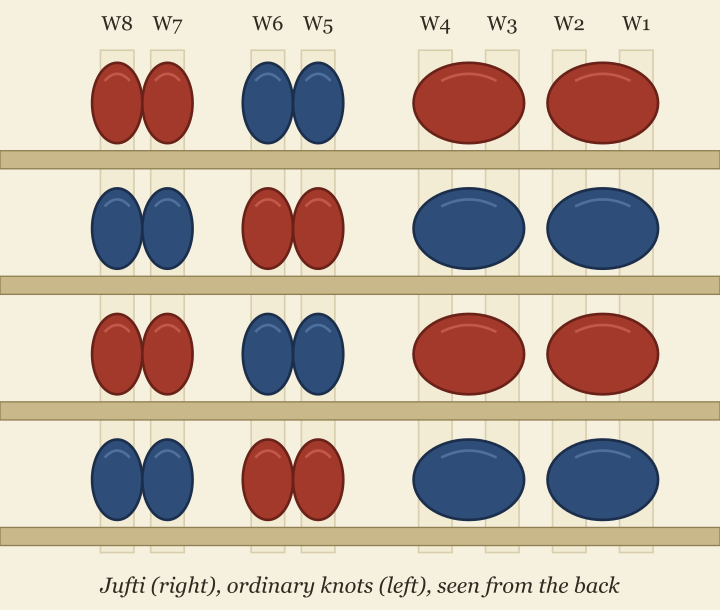 W8 W7 W6 W5 W4 W3 W2 W1
Jufti (right), ordinary knots (left), seen from the back